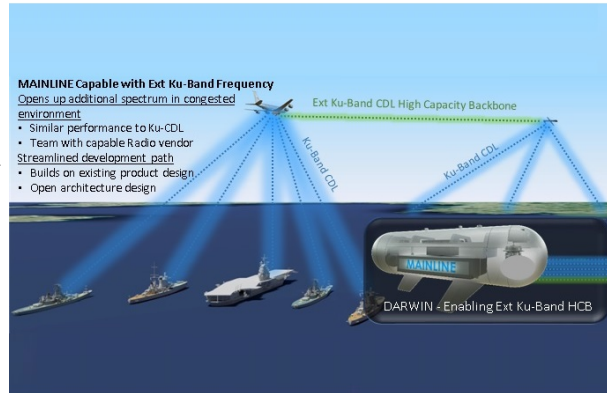 MAINLINE Capable with Ext Ku-Band Frequency
Opens up additional spectrum in congested
environment
• Similar performance to Ku-CDL
• Team with capable Radio vendor
Streamlined development path
• Builds on existing product design
• Open architecture design
Ext Ku-Band CDL High Capacity Backbone
Ku-Band CDL
Ku-Band CDL
MAINLINE
DARWIN - Enabling Ext Ku-Band HCB